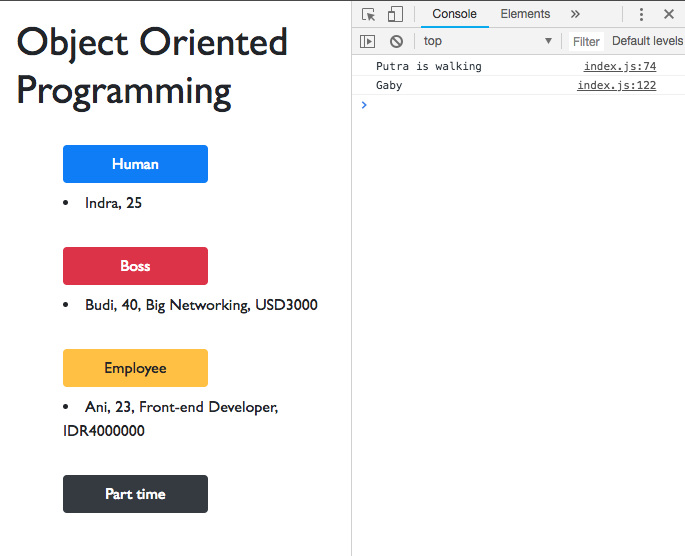 Object Oriented
Programming
Human
• Indra, 25
Boss
• Budi, 40, Big Networking, USD3000
Employee
• Ani, 23, Front-end Developer,
IDR4000000
Part time
Console Elements »
top ▼ Filter Default levels
Putra is walking index.js:74
Gaby index.js:122